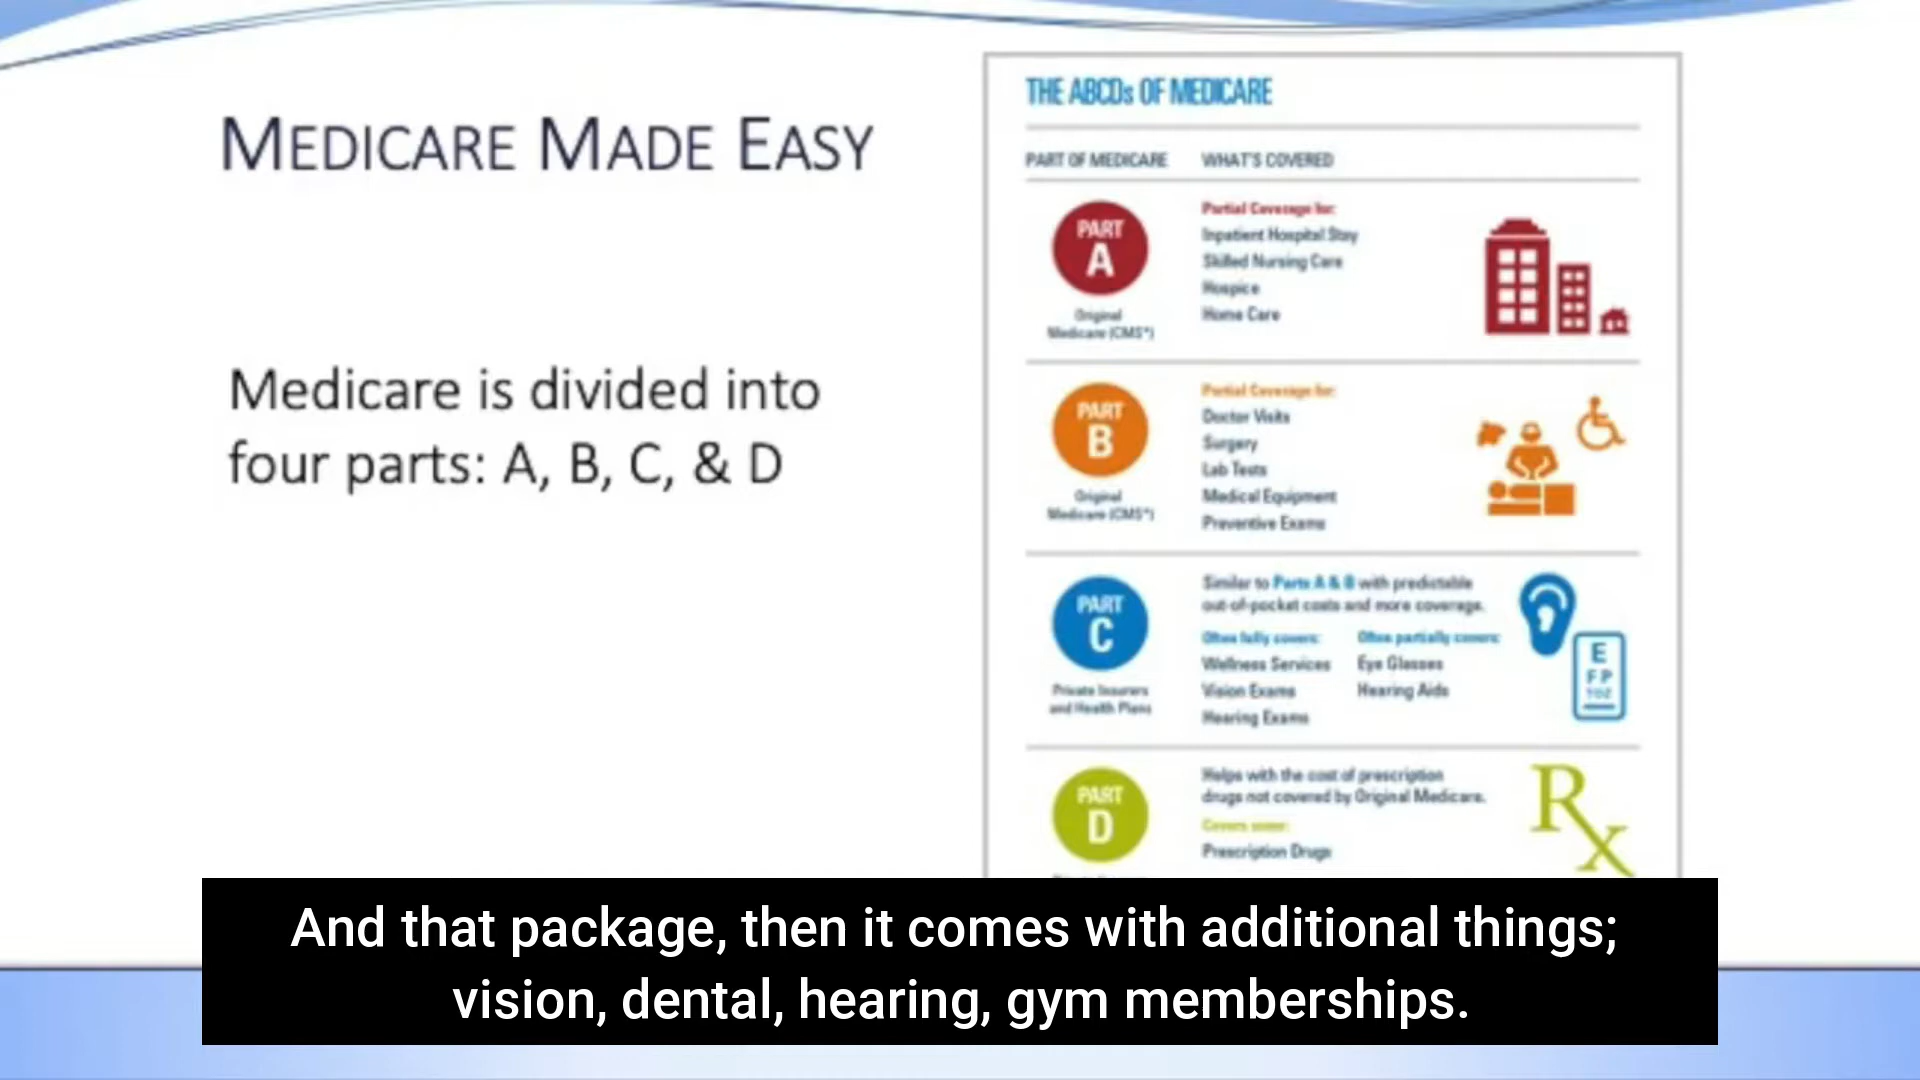 MEDICARE MADE EASY
Medicare is divided into
four parts: A, B, C, & D
THE ABCDs OF MEDICARE
PART OF MEDICARE WHAT'S COVERED
PART
A
Original
Medicare (CMS*)
Partial Coverage for:
Inpatient Hospital Stay
Skilled Nursing Care
Hospice
Home Care
PART
B
Original
Medicare (CMS*)
Partial Coverage for:
Doctor Visits
Surgery
Lab Tests
Medical Equipment
Preventive Exams
PART
C
Private Insurers
and Health Plans
Similar to Parts A & B with predictable
out-of-pocket costs and more coverage.
Often fully covers:
Wellness Services
Vision Exams
Hearing Exams
Often partially covers:
Eye Glasses
Hearing Aids
E
F P
TOZ
PART
D
Helps with the cost of prescription
drugs not covered by Original Medicare.
Covers some:
Prescription Drugs
Rx
And that package, then it comes with additional things;
vision, dental, hearing, gym memberships.